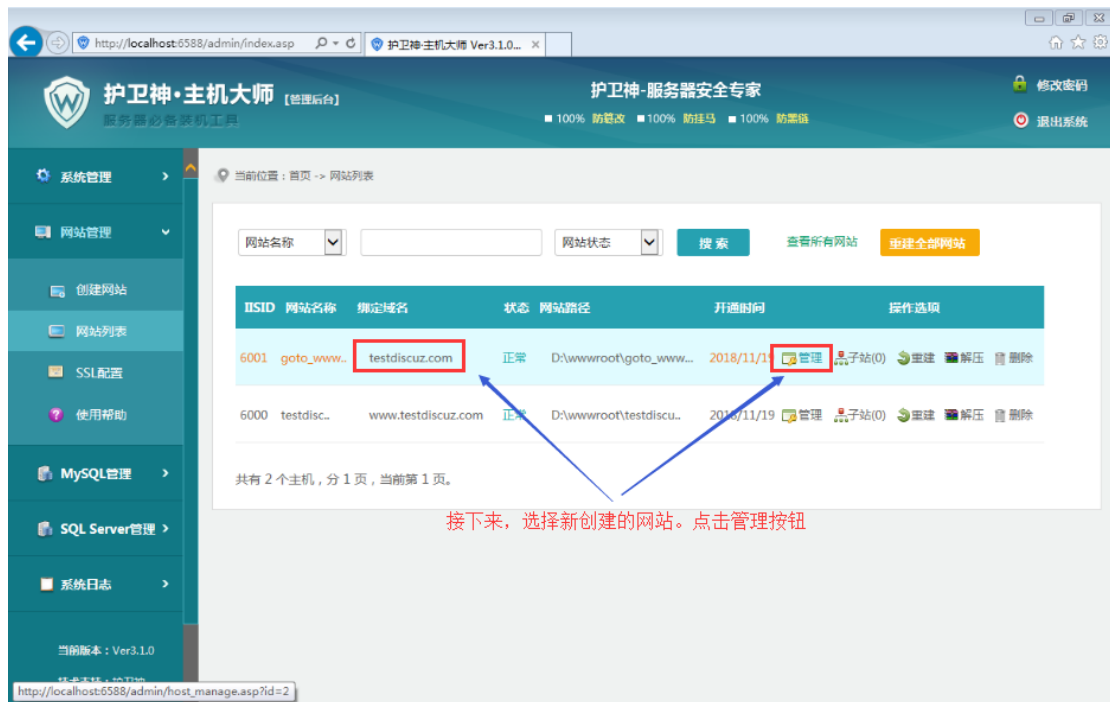 http://localhost:6588/admin/index.asp
护卫神·主机大师 Ver3.1.0...
护卫神·主机大师 [管理后台]
服务器必备装机工具
护卫神-服务器安全专家
100% 防篡改 100% 防挂马 100% 防黑链
修改密码
退出系统
系统管理
网站管理
创建网站
网站列表
SSL配置
使用帮助
MySQL管理
SQL Server管理
系统日志
当前版本：Ver3.1.0
当前位置：首页 -> 网站列表
网站名称 网站状态 搜 索 查看所有网站 重建全部网站
IISID 网站名称 绑定域名 状态 网站路径 开通时间 操作选项
6001 goto_www.. testdiscuz.com 正常 D:\wwwroot\goto_www... 2018/11/19 管理 子站(0) 重建 解压 删除
6000 testdisc.. www.testdiscuz.com 正常 D:\wwwroot\testdiscu.. 2018/11/19 管理 子站(0) 重建 解压 删除
共有 2 个主机，分 1 页，当前第 1 页。
接下来，选择新创建的网站。点击管理按钮
http://localhost:6588/admin/host_manage.asp?id=2